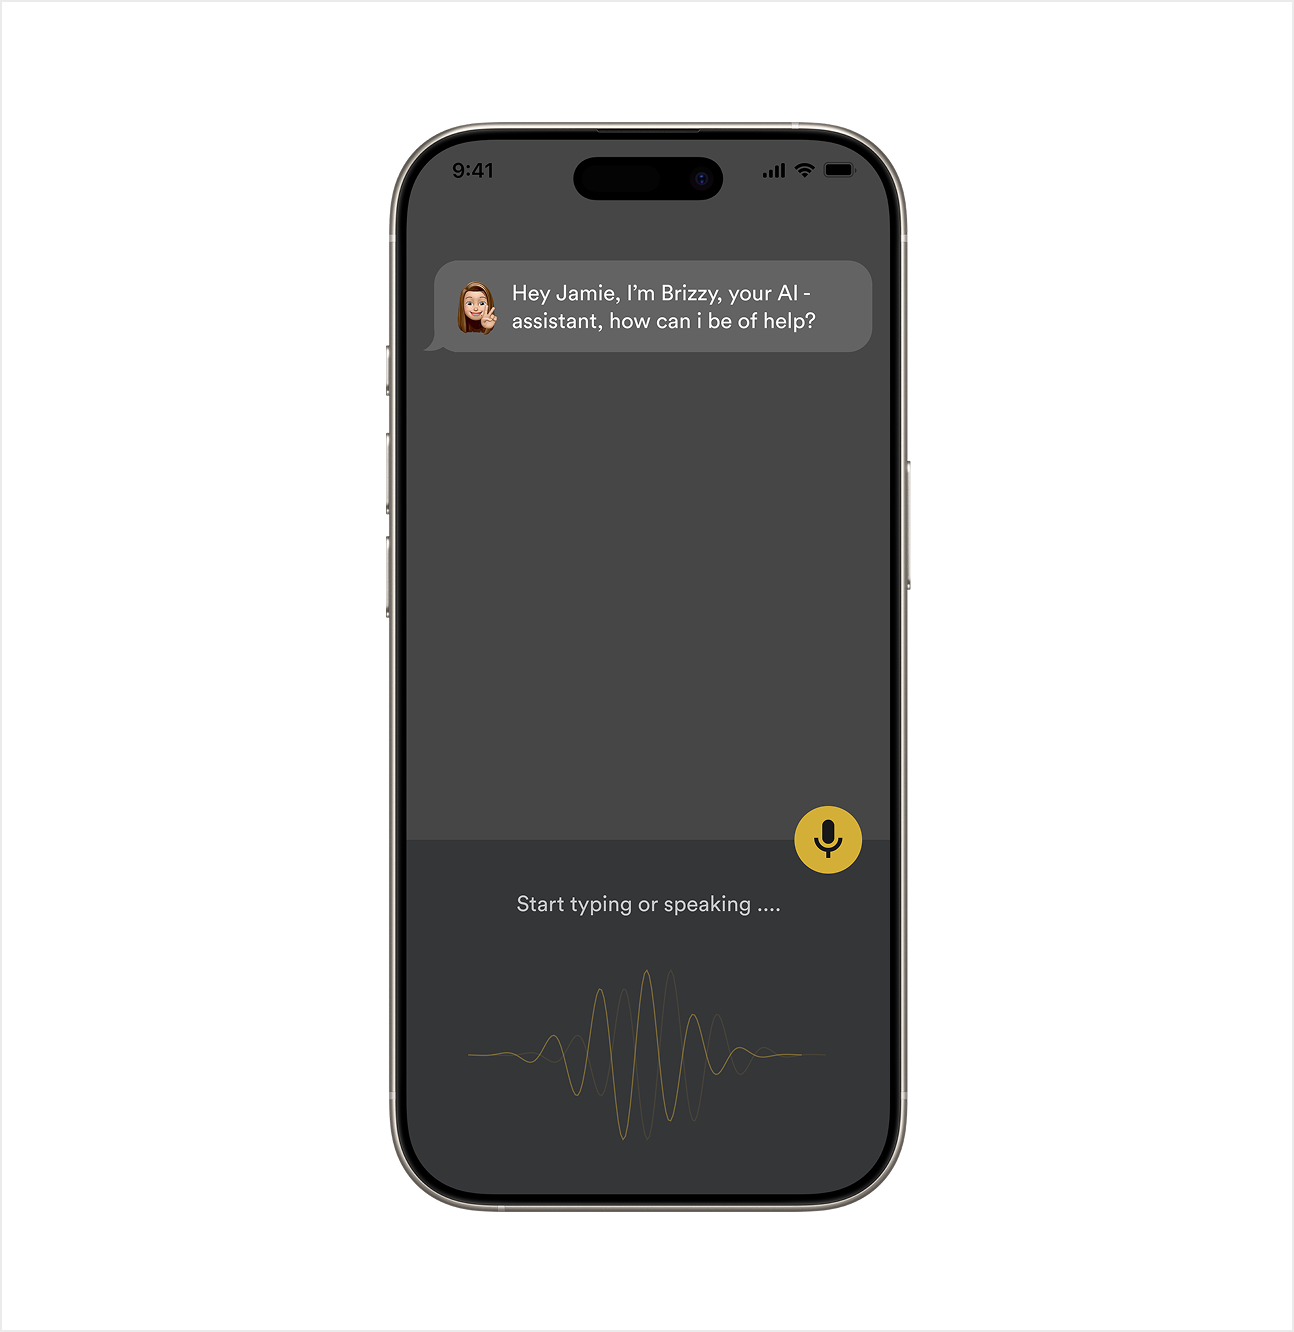 9:41
Hey Jamie, I’m Brizzy, your AI -
assistant, how can i be of help?
Start typing or speaking ....